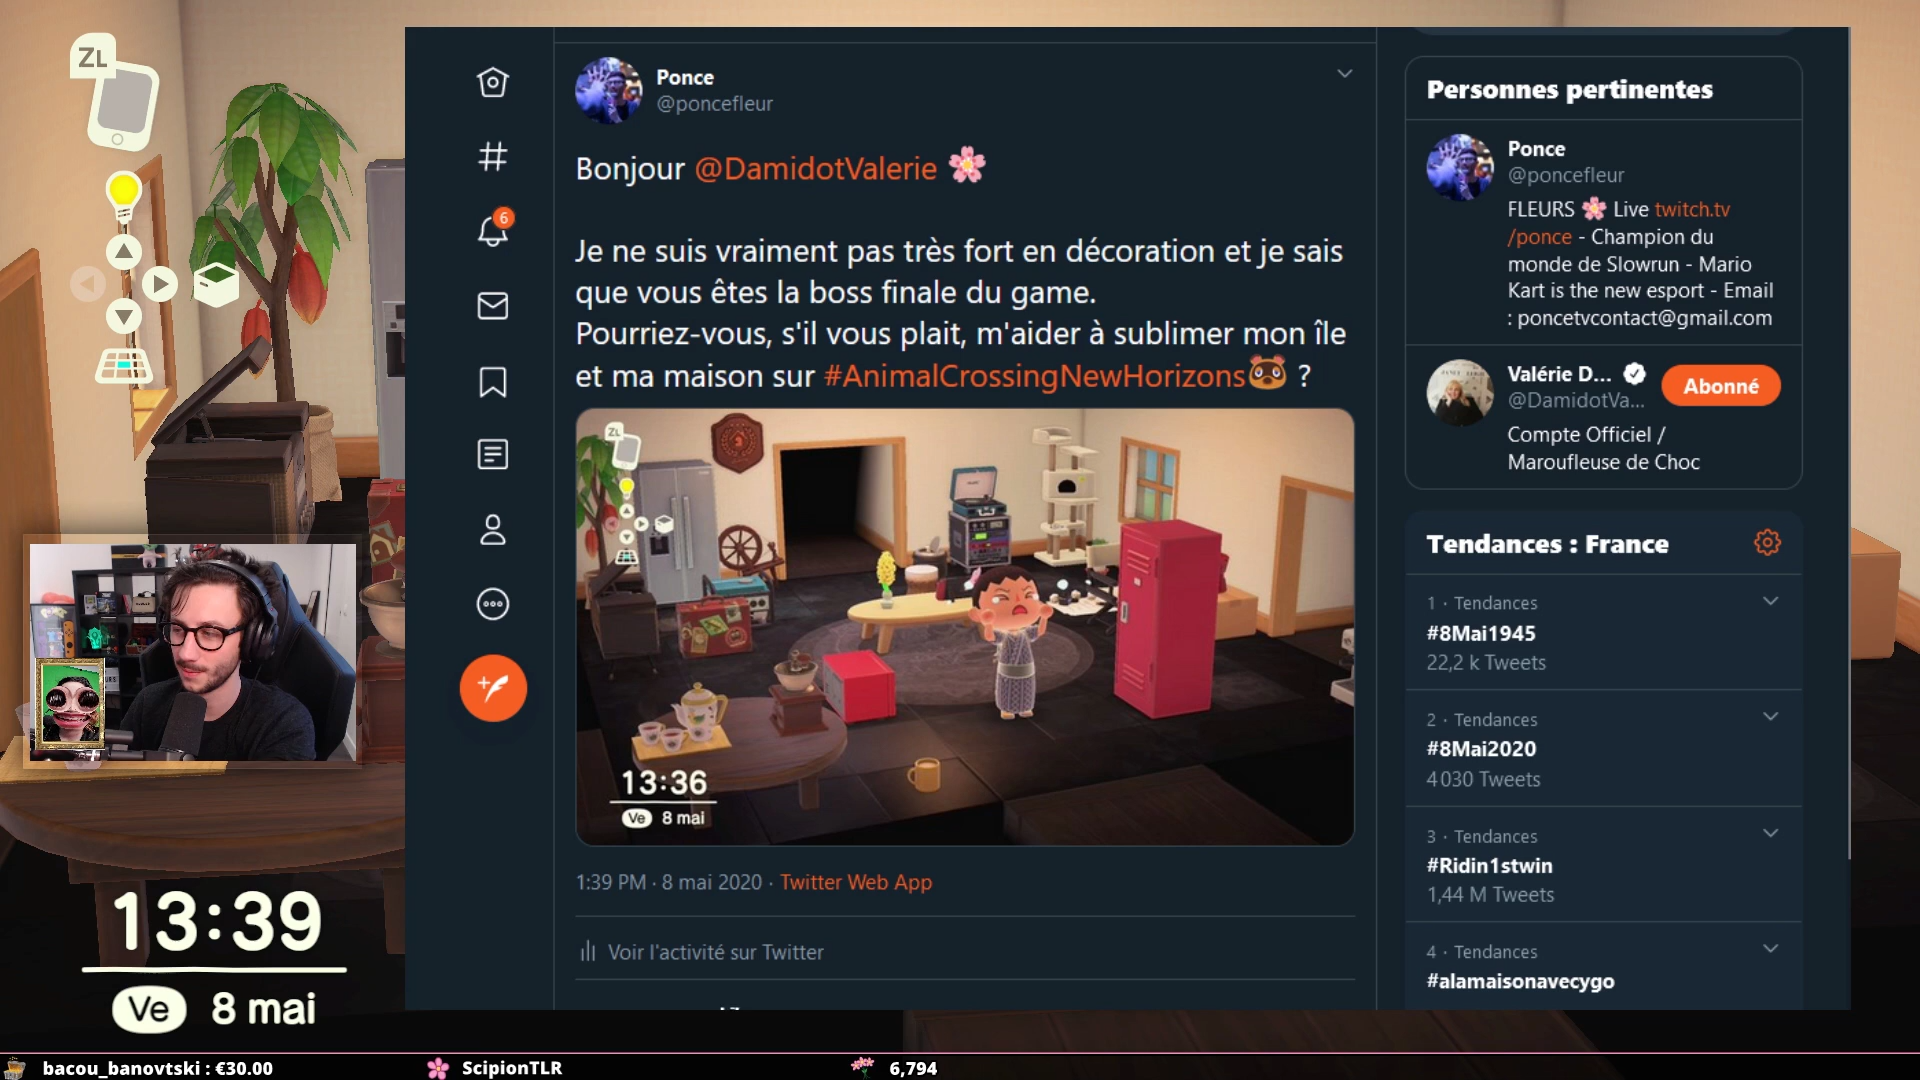 ZL
13:39
Ve 8 mai
6
Ponce
@poncefleur
Bonjour @DamidotValerie
Je ne suis vraiment pas très fort en décoration et je sais
que vous êtes la boss finale du game.
Pourriez-vous, s'il vous plait, m'aider à sublimer mon île
et ma maison sur #AnimalCrossingNewHorizons ?
ZL
13:36
Ve 8 mai
1:39 PM · 8 mai 2020 · Twitter Web App
Voir l'activité sur Twitter
Personnes pertinentes
Ponce
@poncefleur
FLEURS Live twitch.tv
/ponce - Champion du
monde de Slowrun - Mario
Kart is the new esport - Email
: poncetvcontact@gmail.com
Valérie D...
@DamidotVa...
Abonné
Compte Officiel /
Maroufleuse de Choc
Tendances : France
1 · Tendances
#8Mai1945
22,2 k Tweets
2 · Tendances
#8Mai2020
4 030 Tweets
3 · Tendances
#Ridin1stwin
1,44 M Tweets
4 · Tendances
#alamaisonavecygo
bacou_banovtski : €30.00
ScipionTLR
6,794